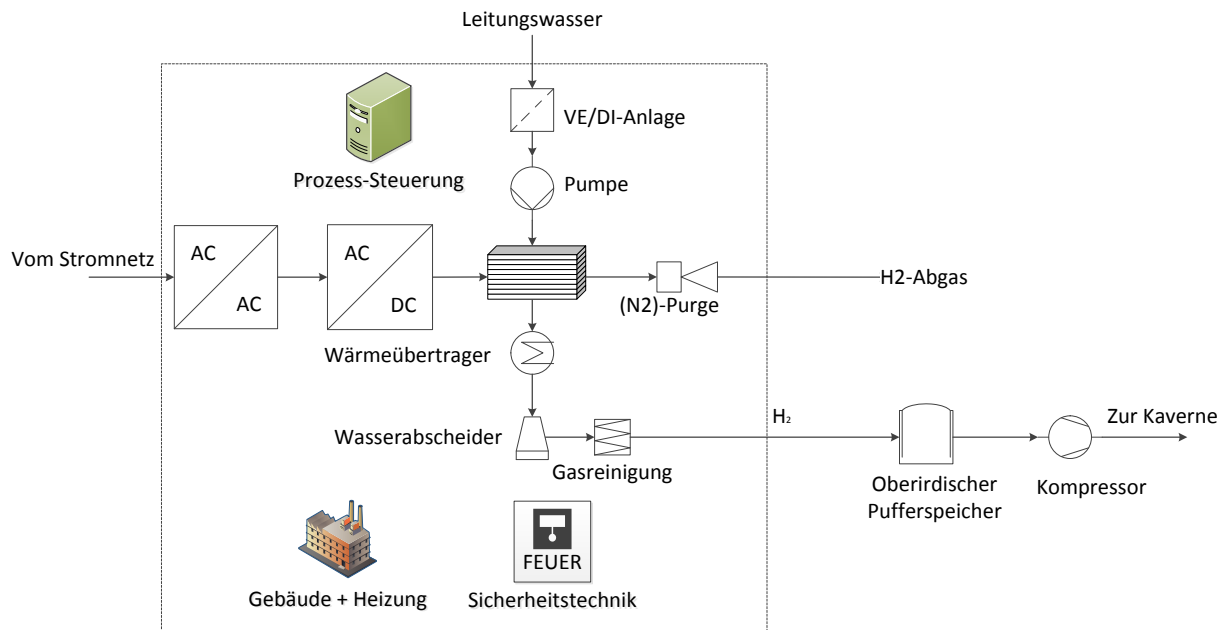 Leitungswasser
VE/DI-Anlage
Prozess-Steuerung
Pumpe
Vom Stromnetz
AC
AC
AC
DC
H2-Abgas
(N2)-Purge
Wärmeübertrager
H₂
Zur Kaverne
Wasserabscheider
Gasreinigung
Oberirdischer
Pufferspeicher
Kompressor
FEUER
Gebäude + Heizung
Sicherheitstechnik